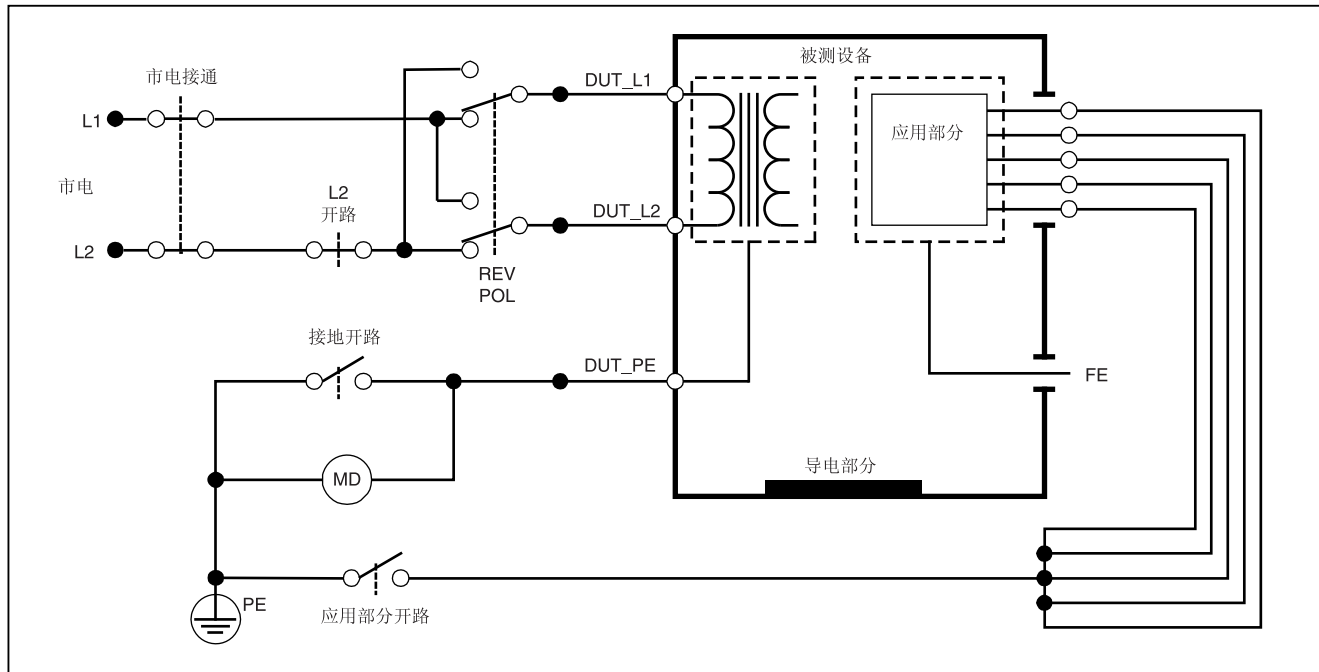 被测设备
市电接通
DUT_L1
L1
应用部分
市电
L2
开路
DUT_L2
L2
REV
POL
接地开路
DUT_PE
FE
导电部分
MD
PE
应用部分开路